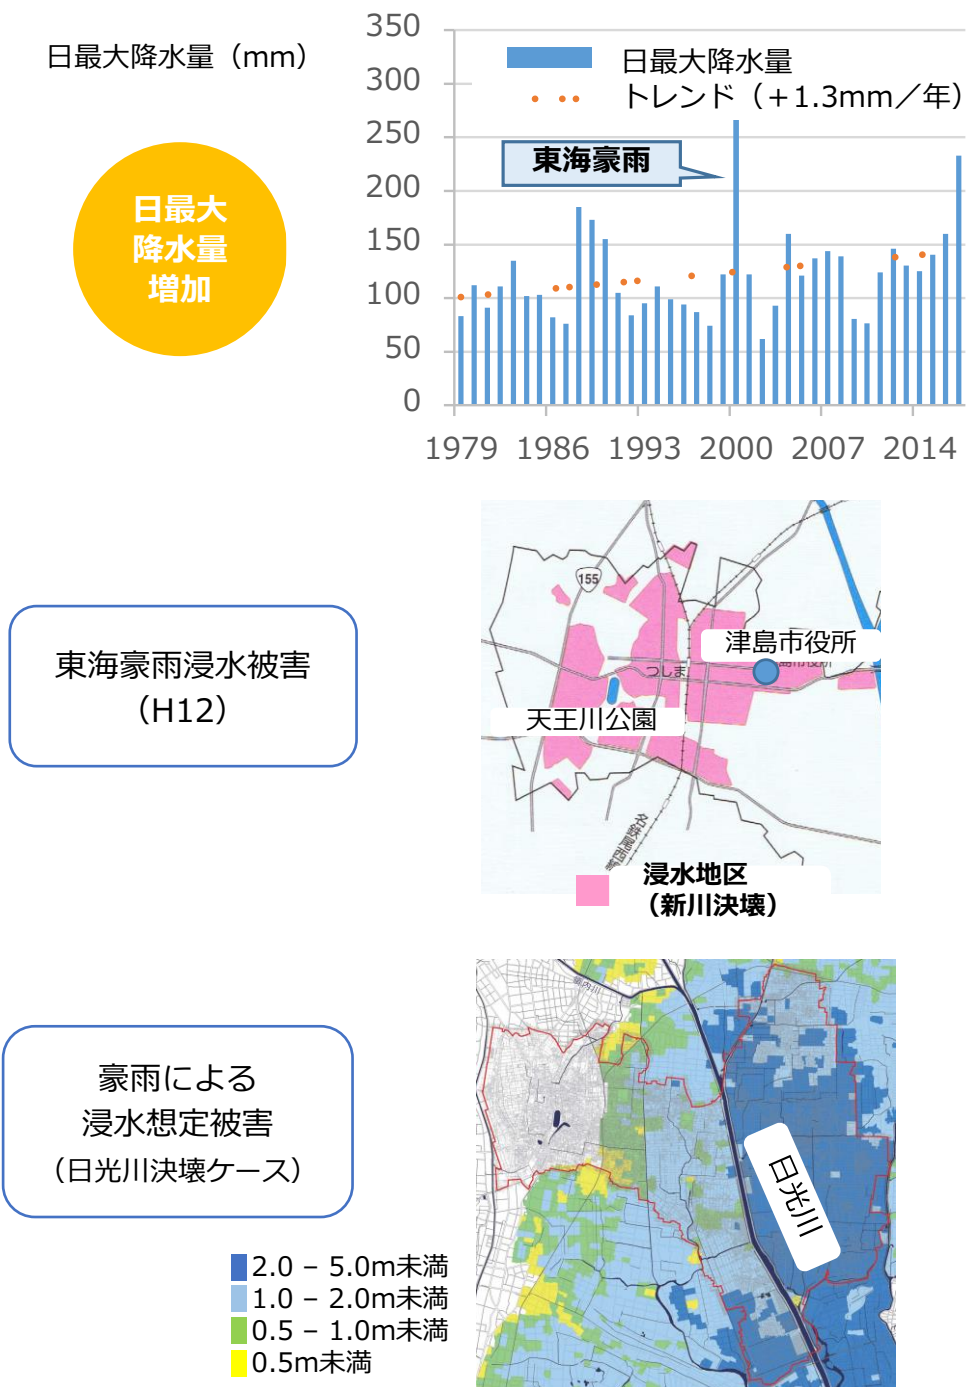 日最大降水量（mm）
350
300
250
200
150
100
50
0
日最大降水量
トレンド（＋1.3mm／年）
東海豪雨
日最大
降水量
増加
1979 1986 1993 2000 2007 2014
東海豪雨浸水被害
（H12）
155
津島市役所
つしま
島市役所
天王川公園
浸水地区
（新川決壊）
豪雨による
浸水想定被害
（日光川決壊ケース）
日光川
2.0 – 5.0m未満
1.0 – 2.0m未満
0.5 – 1.0m未満
0.5m未満